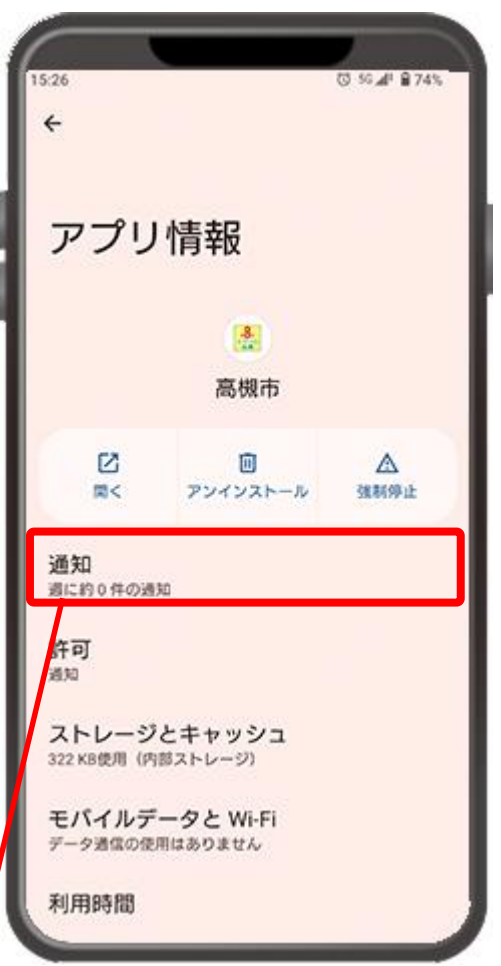 15:26 5G 74%
アプリ情報
高槻市
開く アンインストール 強制停止
通知
週に約 0 件の通知
許可
通知
ストレージとキャッシュ
322 KB使用（内部ストレージ）
モバイルデータと Wi-Fi
データ通信の使用はありません
利用時間